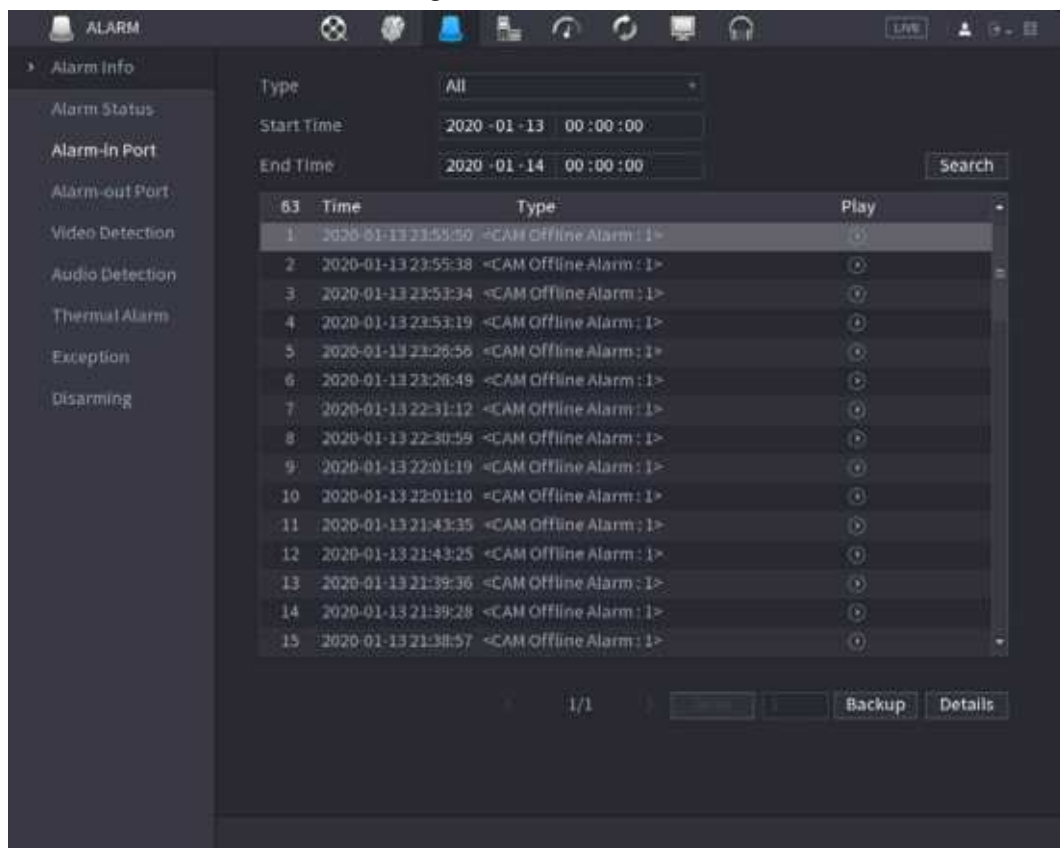 ALARM LIVE
Alarm Info
Alarm Status
Alarm-in Port
Alarm-out Port
Video Detection
Audio Detection
Thermal Alarm
Exception
Disarming
Type All
Start Time 2020 -01 -13 00 :00 :00
End Time 2020 -01 -14 00 :00 :00
Search
63 Time Type Play
1 2020-01-13 23:55:50 <CAM Offline Alarm : 1>
2 2020-01-13 23:55:38 <CAM Offline Alarm : 1>
3 2020-01-13 23:53:34 <CAM Offline Alarm : 1>
4 2020-01-13 23:53:19 <CAM Offline Alarm : 1>
5 2020-01-13 23:26:56 <CAM Offline Alarm : 1>
6 2020-01-13 23:26:49 <CAM Offline Alarm : 1>
7 2020-01-13 22:31:12 <CAM Offline Alarm : 1>
8 2020-01-13 22:30:59 <CAM Offline Alarm : 1>
9 2020-01-13 22:01:19 <CAM Offline Alarm : 1>
10 2020-01-13 22:01:10 <CAM Offline Alarm : 1>
11 2020-01-13 21:43:35 <CAM Offline Alarm : 1>
12 2020-01-13 21:43:25 <CAM Offline Alarm : 1>
13 2020-01-13 21:39:36 <CAM Offline Alarm : 1>
14 2020-01-13 21:39:28 <CAM Offline Alarm : 1>
15 2020-01-13 21:38:57 <CAM Offline Alarm : 1>
1/1 Backup Details